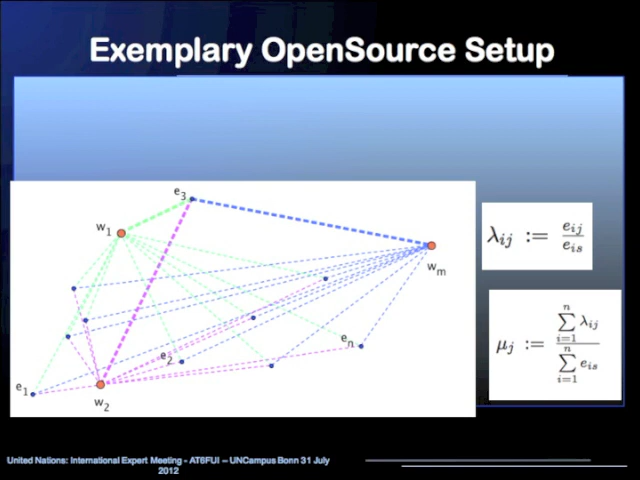 Exemplary OpenSource Setup
e3
w1
wm
en
e2
e1
w2
λij := eij / eis
μj := n∑i=1 λij / n∑i=1 eis
United Nations: International Expert Meeting - AT6FUI – UNCampus Bonn 31 July
2012